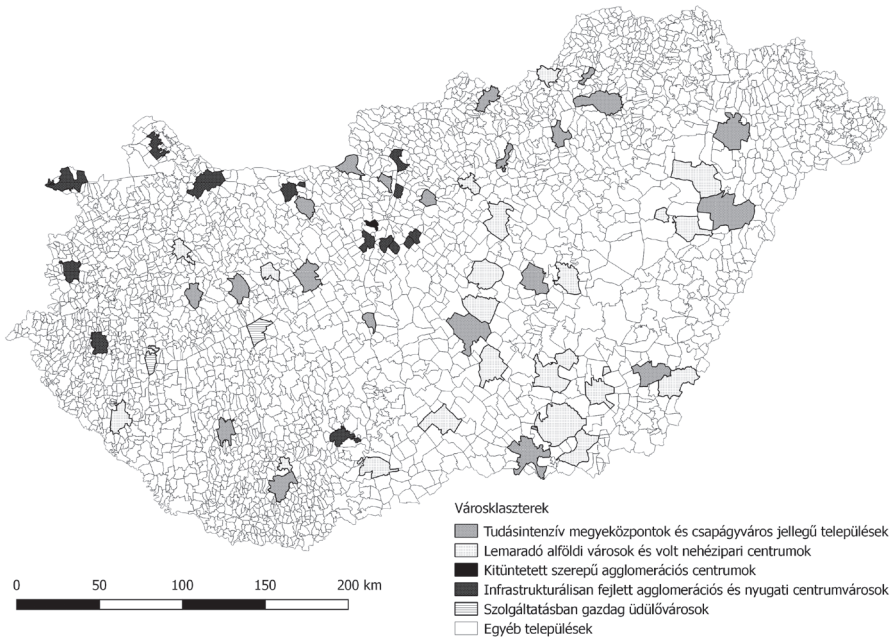 Városklaszterek
Tudásintenzív megyeközpontok és csapágyváros jellegű települések
Lemaradó alföldi városok és volt nehézipari centrumok
Kitüntetett szerepű agglomerációs centrumok
Infrastrukturálisan fejlett agglomerációs és nyugati centrumvárosok
Szolgáltatásban gazdag üdülővárosok
Egyéb települések
0 50 100 150 200 km